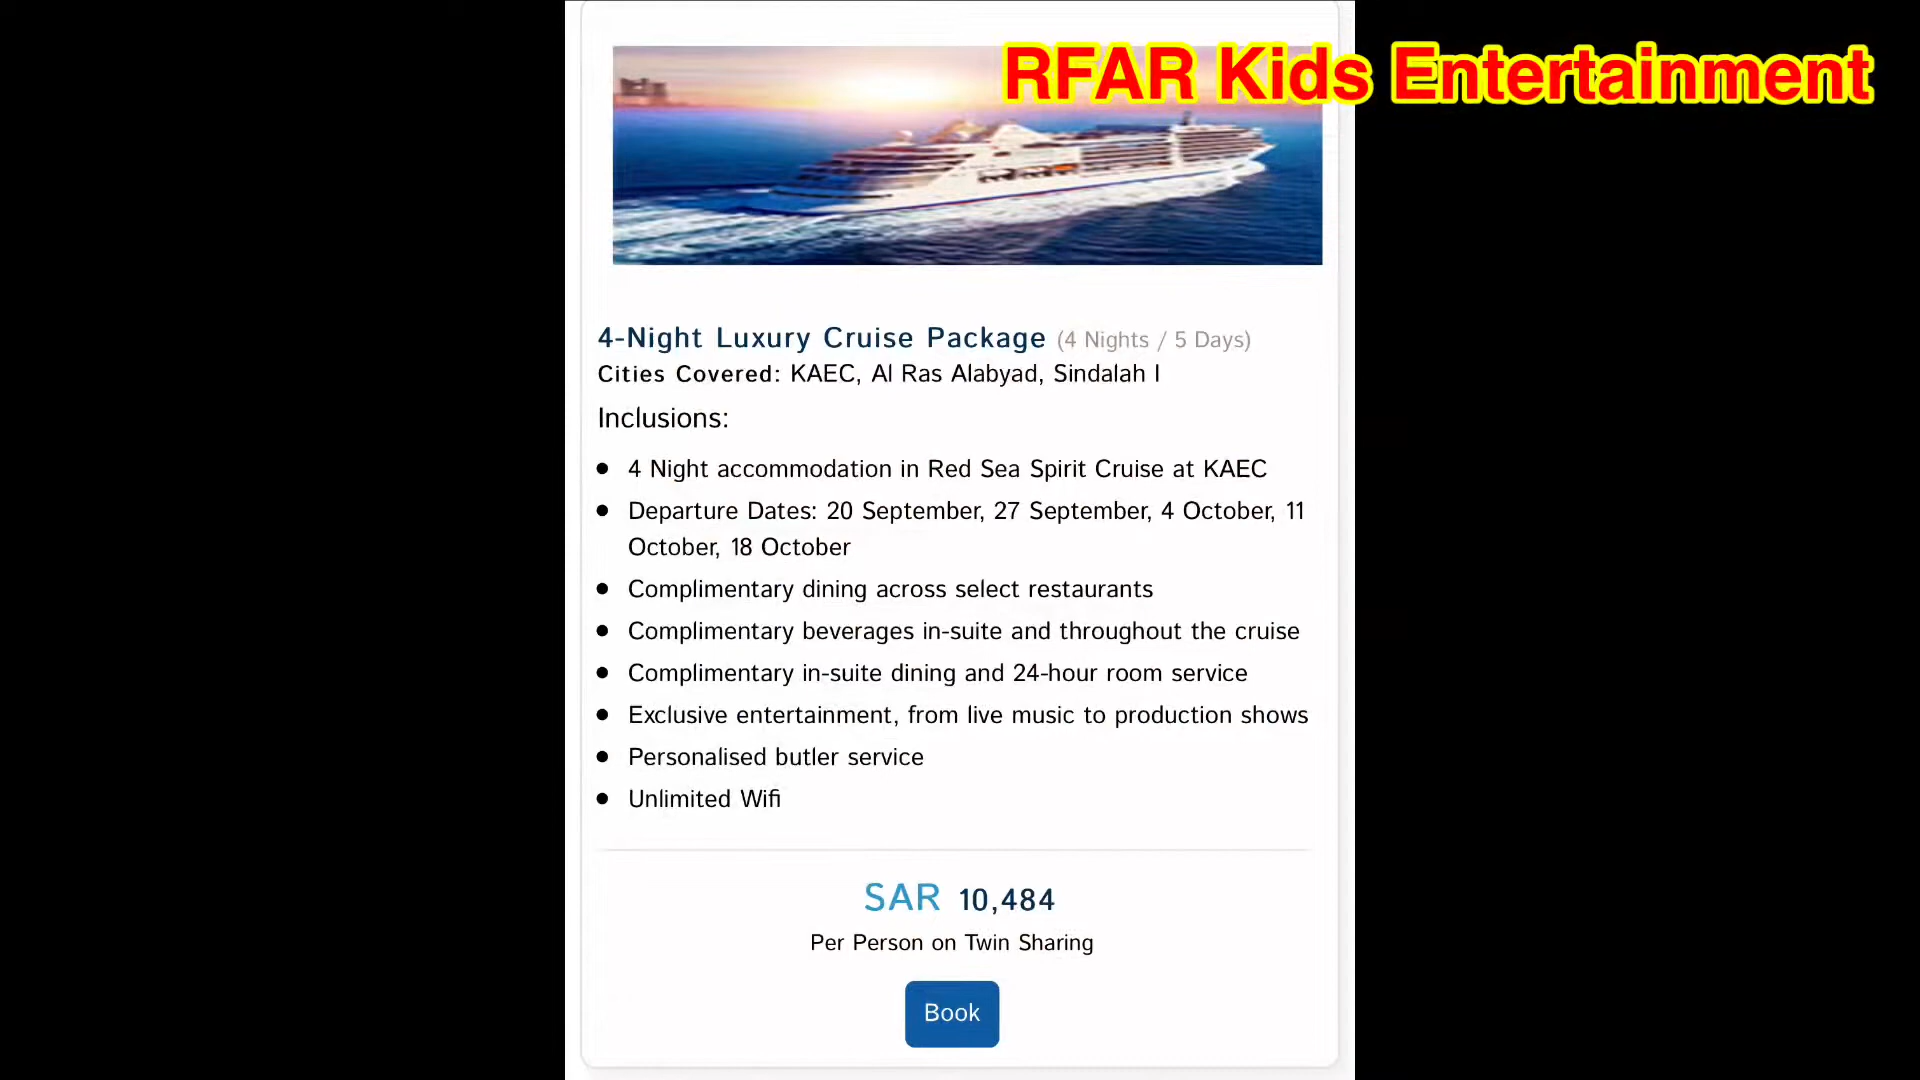 RFAR Kids Entertainment
4-Night Luxury Cruise Package (4 Nights / 5 Days)
Cities Covered: KAEC, Al Ras Alabyad, Sindalah I
Inclusions:
4 Night accommodation in Red Sea Spirit Cruise at KAEC
Departure Dates: 20 September, 27 September, 4 October, 11
October, 18 October
Complimentary dining across select restaurants
Complimentary beverages in-suite and throughout the cruise
Complimentary in-suite dining and 24-hour room service
Exclusive entertainment, from live music to production shows
Personalised butler service
Unlimited Wifi
SAR 10,484
Per Person on Twin Sharing
Book